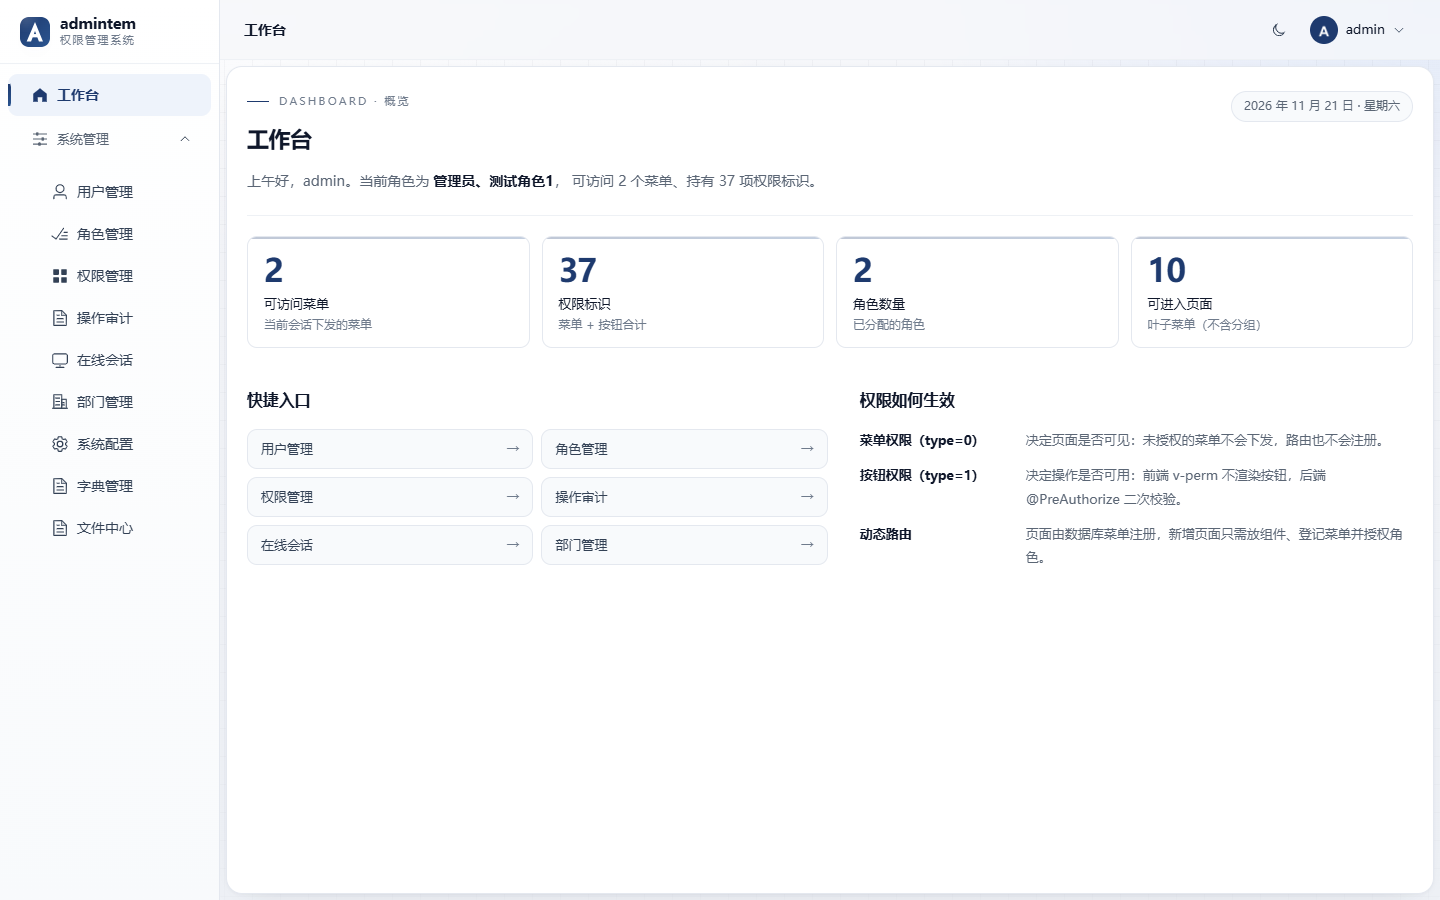 A admintem
权限管理系统
工作台
A admin
工作台
系统管理
用户管理
角色管理
权限管理
操作审计
在线会话
部门管理
系统配置
字典管理
文件中心
DASHBOARD · 概览
2026 年 11 月 21 日 · 星期六
工作台
上午好，admin。当前角色为 管理员、测试角色1， 可访问 2 个菜单、持有 37 项权限标识。
2
可访问菜单
当前会话下发的菜单
37
权限标识
菜单 + 按钮合计
2
角色数量
已分配的角色
10
可进入页面
叶子菜单（不含分组）
快捷入口
用户管理 →
角色管理 →
权限管理 →
操作审计 →
在线会话 →
部门管理 →
权限如何生效
菜单权限（type=0） 决定页面是否可见：未授权的菜单不会下发，路由也不会注册。
按钮权限（type=1） 决定操作是否可用：前端 v-perm 不渲染按钮，后端
@PreAuthorize 二次校验。
动态路由 页面由数据库菜单注册，新增页面只需放组件、登记菜单并授权角
色。